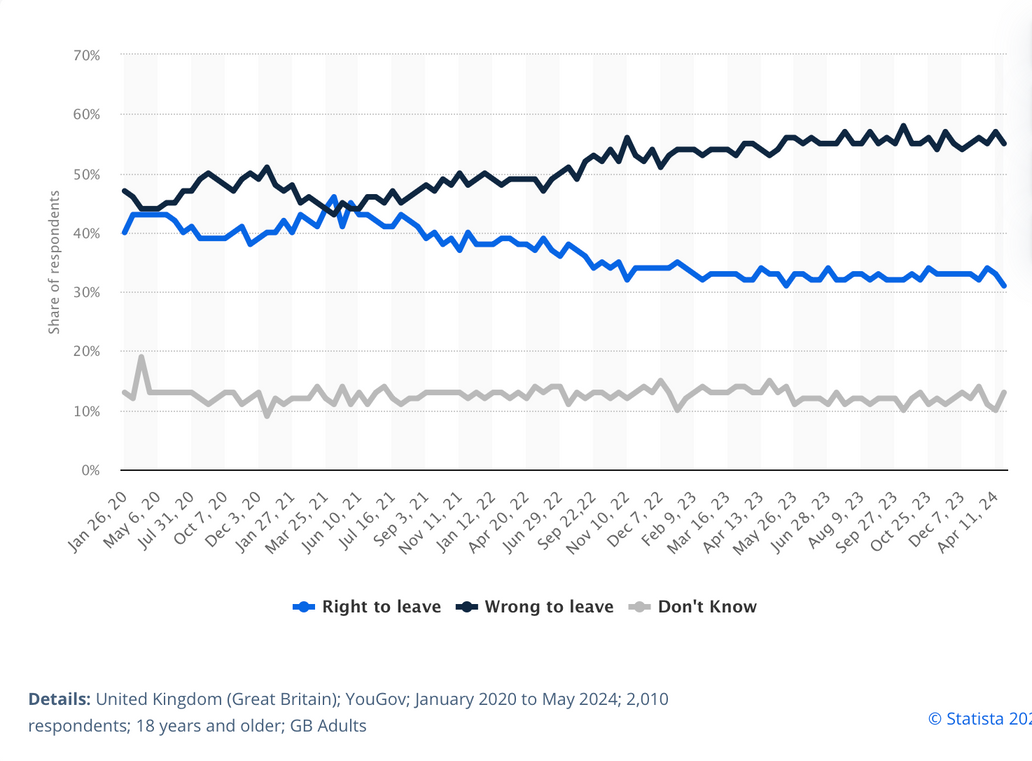 70%
60%
50%
40%
30%
20%
10%
0%
Share of respondents
Jan 26, 20
May 6, 20
Jul 31, 20
Oct 7, 20
Dec 3, 20
Jan 27, 21
Mar 25, 21
Jun 10, 21
Jul 16, 21
Sep 3, 21
Nov 11, 21
Jan 12, 22
Apr 20, 22
Jun 29, 22
Sep 22,22
Nov 10, 22
Dec 7, 22
Feb 9, 23
Mar 16, 23
Apr 13, 23
May 26, 23
Jun 28, 23
Aug 9, 23
Sep 27, 23
Oct 25, 23
Dec 7, 23
Apr 11, 24
Right to leave Wrong to leave Don't Know
Details: United Kingdom (Great Britain); YouGov; January 2020 to May 2024; 2,010
respondents; 18 years and older; GB Adults
© Statista